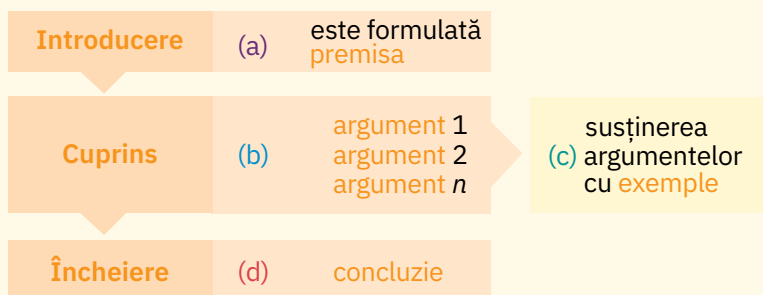 Introducere
(a)
este formulată
premisa
Cuprins
(b)
argument 1
argument 2
argument n
(c)
susținerea
argumentelor
cu exemple
Încheiere
(d)
concluzie